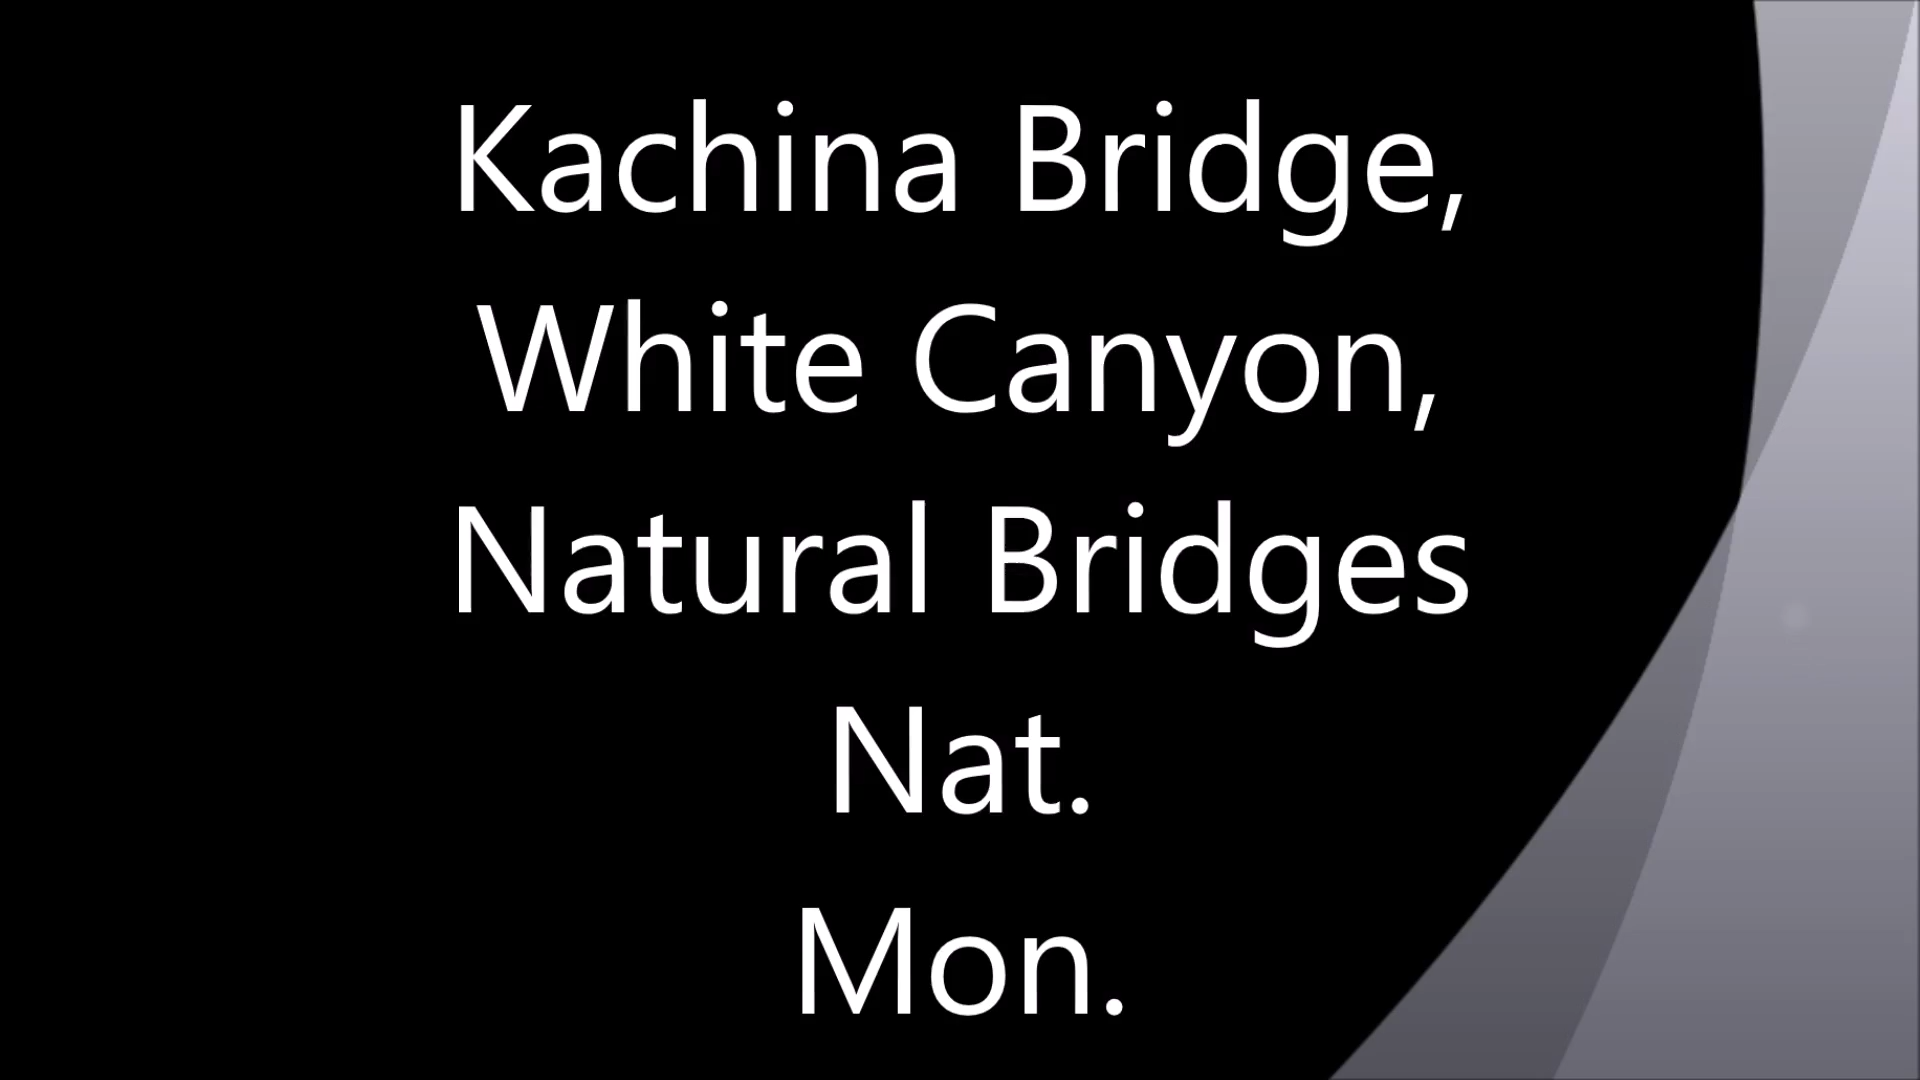 Kachina Bridge,
White Canyon,
Natural Bridges
Nat.
Mon.